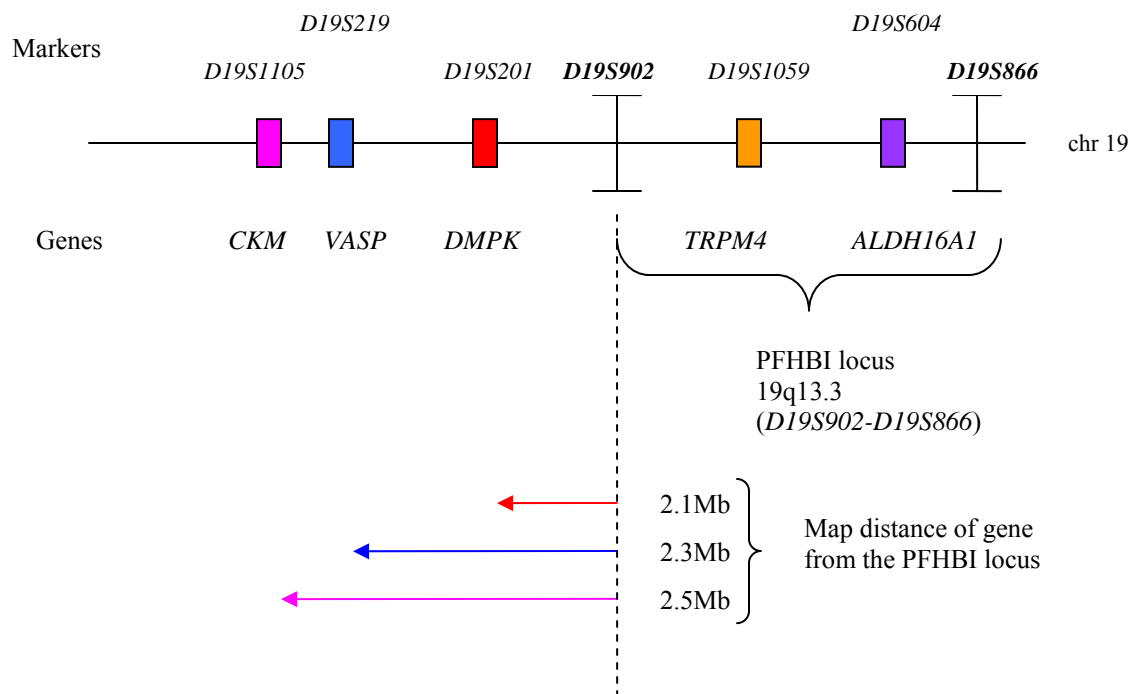 D19S219 D19S604
Markers
D19S1105 D19S201 D19S902 D19S1059 D19S866
chr 19
Genes CKM VASP DMPK TRPM4 ALDH16A1
PFHBI locus
19q13.3
(D19S902-D19S866)
2.1Mb
2.3Mb
2.5Mb
Map distance of gene
from the PFHBI locus